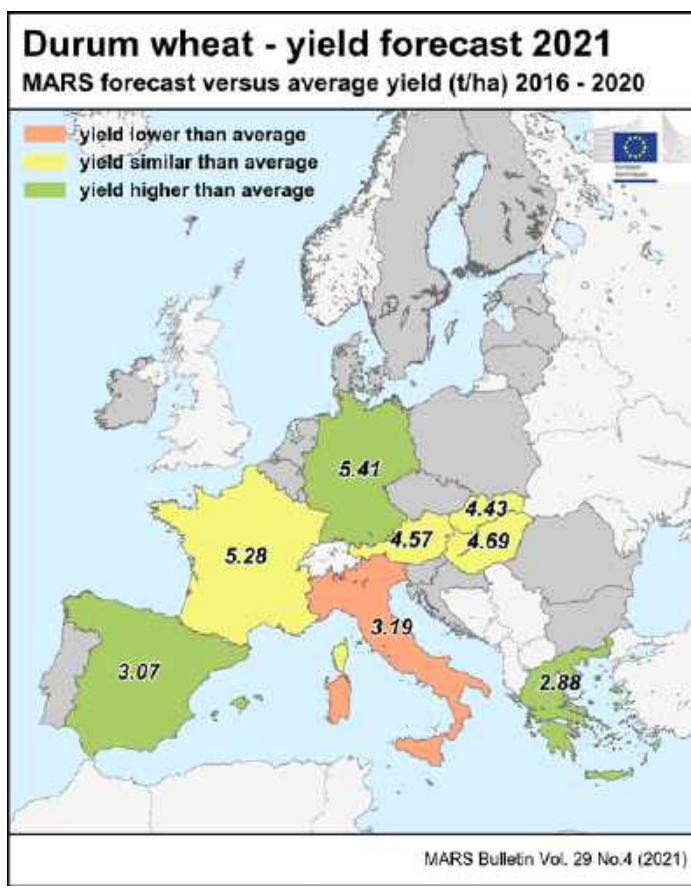 Durum wheat - yield forecast 2021
MARS forecast versus average yield (t/ha) 2016 - 2020
yield lower than average
yield similar than average
yield higher than average
European
Commission
5.41
4.43
4.57
4.69
5.28
3.19
3.07
2.88
MARS Bulletin Vol. 29 No.4 (2021)